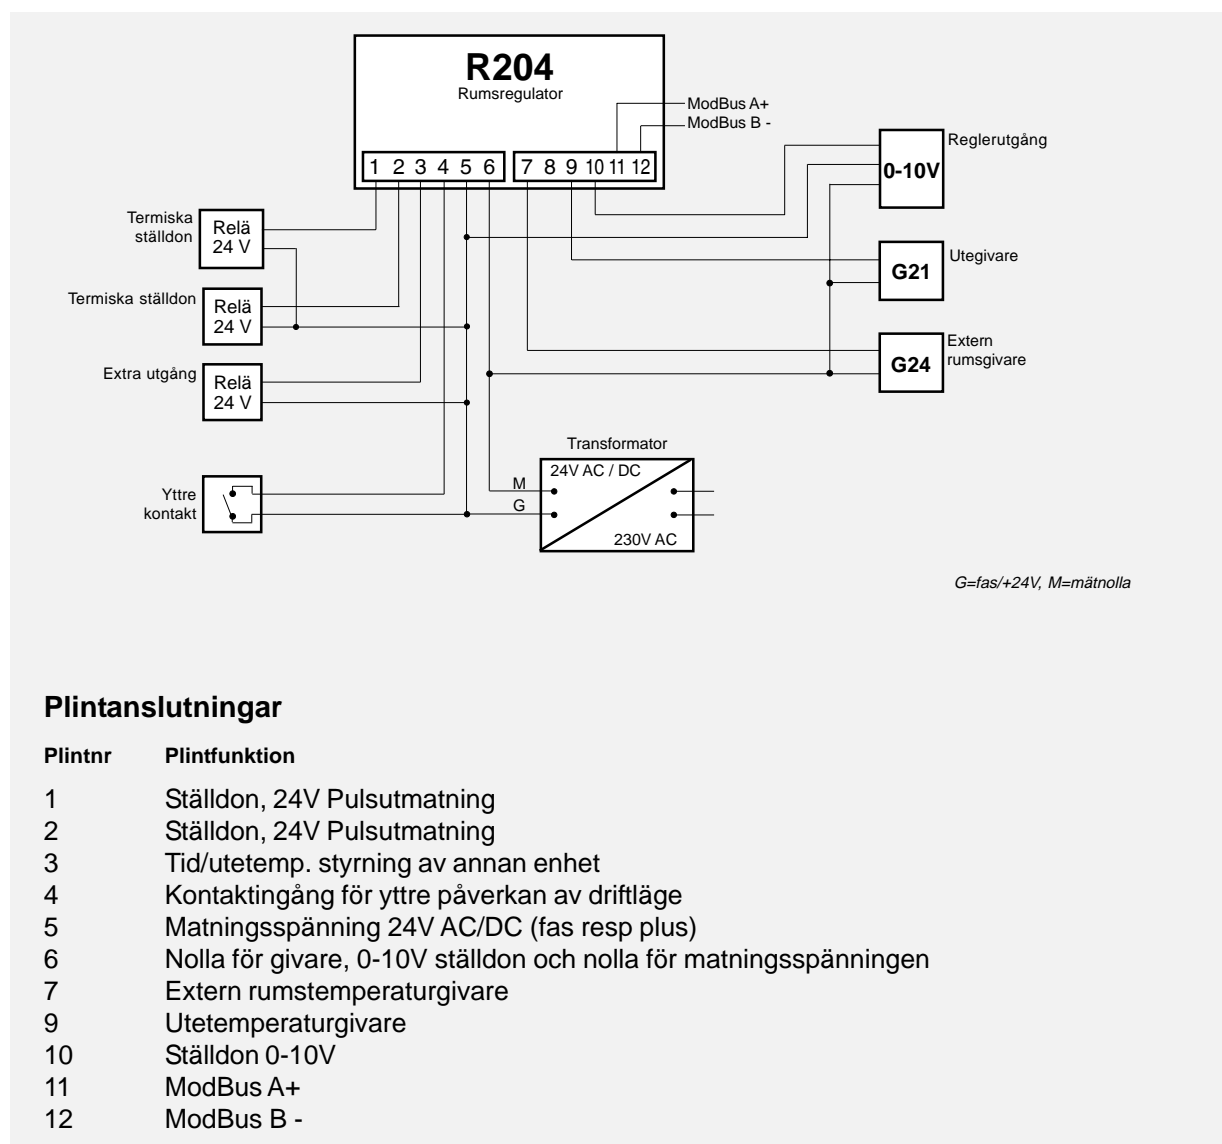 R204
Rumsregulator
ModBus A+
ModBus B -
1 2 3 4 5 6 7 8 9 10 11 12
Reglerutgång
0-10V
Termiska
ställdon
Relä
24 V
Utegivare
G21
Termiska ställdon
Relä
24 V
Extern
rumsgivare
G24
Extra utgång
Relä
24 V
Transformator
24V AC / DC
M
G
230V AC
Yttre
kontakt
G=fas/+24V, M=mätnolla
Plintanslutningar
Plintnr Plintfunktion
1 Ställdon, 24V Pulsutmatning
2 Ställdon, 24V Pulsutmatning
3 Tid/utetemp. styrning av annan enhet
4 Kontaktingång för yttre påverkan av driftläge
5 Matningsspänning 24V AC/DC (fas resp plus)
6 Nolla för givare, 0-10V ställdon och nolla för matningsspänningen
7 Extern rumstemperaturgivare
9 Utetemperaturgivare
10 Ställdon 0-10V
11 ModBus A+
12 ModBus B -